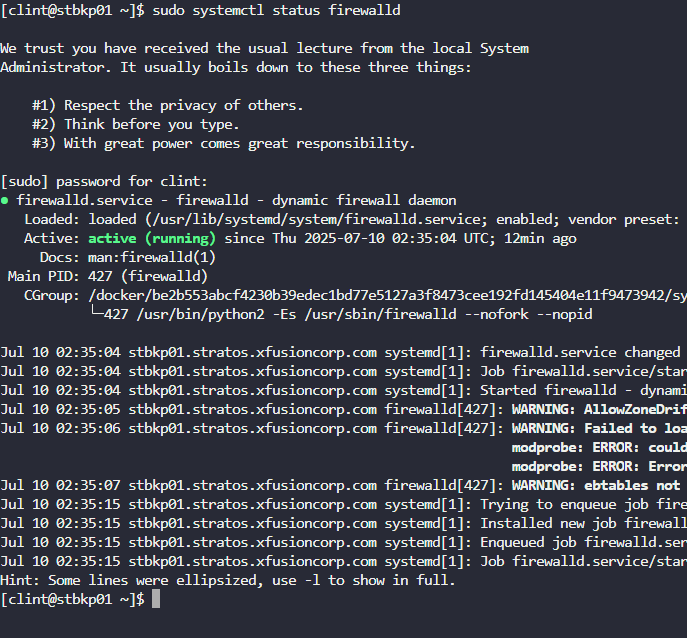 [clint@stbkp01 ~]$ sudo systemctl status firewalld

We trust you have received the usual lecture from the local System
Administrator. It usually boils down to these three things:

    #1) Respect the privacy of others.
    #2) Think before you type.
    #3) With great power comes great responsibility.

[sudo] password for clint:
● firewalld.service - firewalld - dynamic firewall daemon
   Loaded: loaded (/usr/lib/systemd/system/firewalld.service; enabled; vendor preset:
   Active: active (running) since Thu 2025-07-10 02:35:04 UTC; 12min ago
     Docs: man:firewalld(1)
 Main PID: 427 (firewalld)
   CGroup: /docker/be2b553abcf4230b39edec1bd77e5127a3f8473cee192fd145404e11f9473942/sy
           └─427 /usr/bin/python2 -Es /usr/sbin/firewalld --nofork --nopid

Jul 10 02:35:04 stbkp01.stratos.xfusioncorp.com systemd[1]: firewalld.service changed
Jul 10 02:35:04 stbkp01.stratos.xfusioncorp.com systemd[1]: Job firewalld.service/star
Jul 10 02:35:04 stbkp01.stratos.xfusioncorp.com systemd[1]: Started firewalld - dynami
Jul 10 02:35:05 stbkp01.stratos.xfusioncorp.com firewalld[427]: WARNING: AllowZoneDrif
Jul 10 02:35:06 stbkp01.stratos.xfusioncorp.com firewalld[427]: WARNING: Failed to loa
                                                                modprobe: ERROR: could
                                                                modprobe: ERROR: Error
Jul 10 02:35:07 stbkp01.stratos.xfusioncorp.com firewalld[427]: WARNING: ebtables not
Jul 10 02:35:15 stbkp01.stratos.xfusioncorp.com systemd[1]: Trying to enqueue job fire
Jul 10 02:35:15 stbkp01.stratos.xfusioncorp.com systemd[1]: Installed new job firewall
Jul 10 02:35:15 stbkp01.stratos.xfusioncorp.com systemd[1]: Enqueued job firewalld.ser
Jul 10 02:35:15 stbkp01.stratos.xfusioncorp.com systemd[1]: Job firewalld.service/star
Hint: Some lines were ellipsized, use -l to show in full.
[clint@stbkp01 ~]$